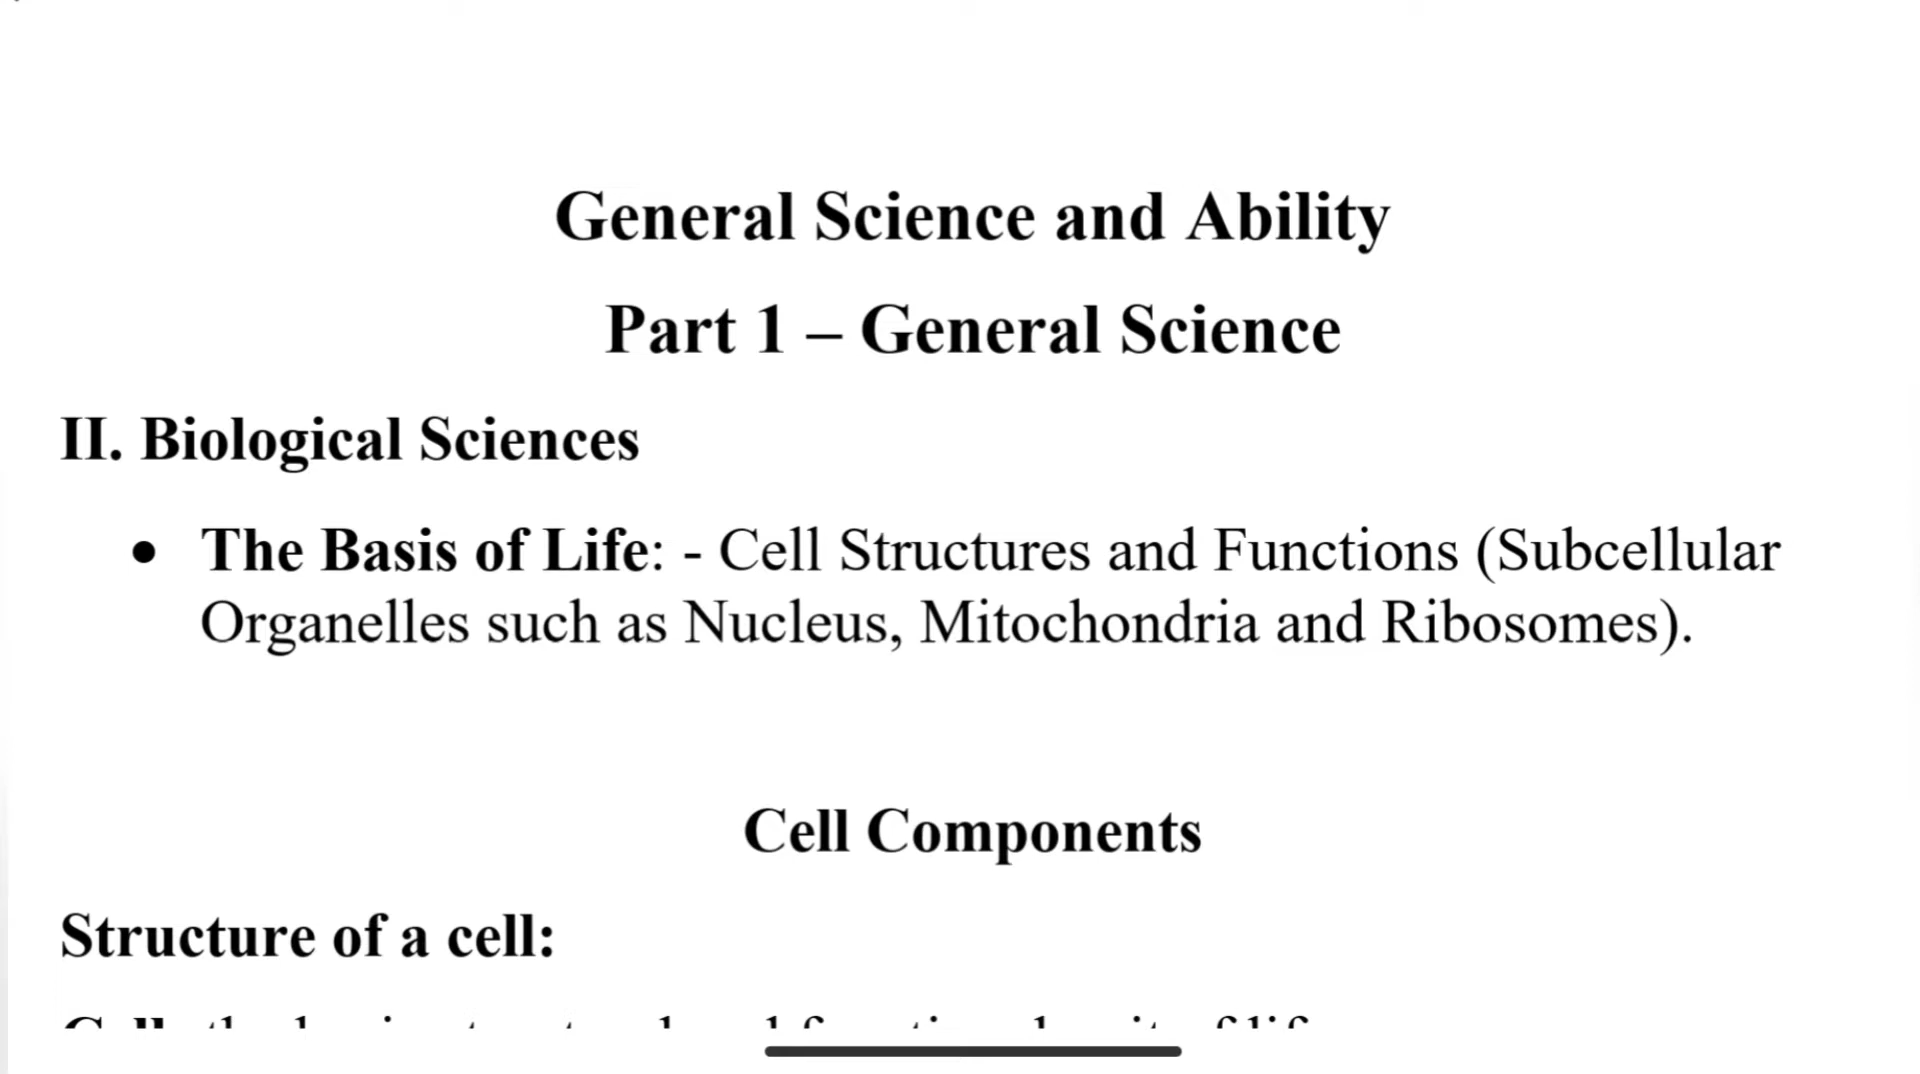 General Science and Ability
Part 1 – General Science
II. Biological Sciences
● The Basis of Life: - Cell Structures and Functions (Subcellular
Organelles such as Nucleus, Mitochondria and Ribosomes).
Cell Components
Structure of a cell: